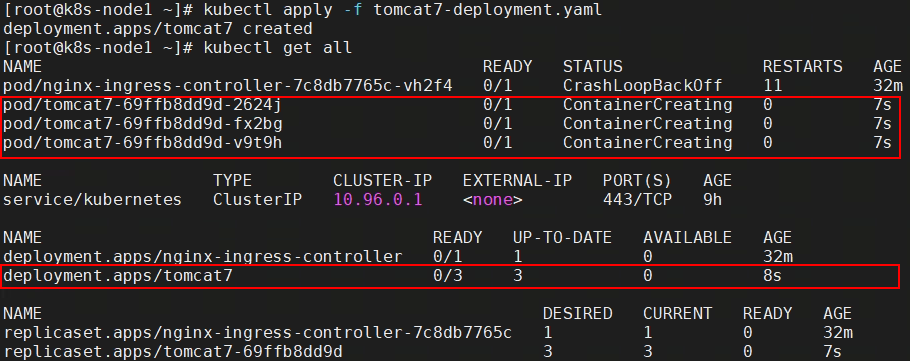 [root@k8s-node1 ~]# kubectl apply -f tomcat7-deployment.yaml
deployment.apps/tomcat7 created
[root@k8s-node1 ~]# kubectl get all
NAME READY STATUS RESTARTS AGE
pod/nginx-ingress-controller-7c8db7765c-vh2f4 0/1 CrashLoopBackOff 11 32m
pod/tomcat7-69ffb8dd9d-2624j 0/1 ContainerCreating 0 7s
pod/tomcat7-69ffb8dd9d-fx2bg 0/1 ContainerCreating 0 7s
pod/tomcat7-69ffb8dd9d-v9t9h 0/1 ContainerCreating 0 7s
NAME TYPE CLUSTER-IP EXTERNAL-IP PORT(S) AGE
service/kubernetes ClusterIP 10.96.0.1 <none> 443/TCP 9h
NAME READY UP-TO-DATE AVAILABLE AGE
deployment.apps/nginx-ingress-controller 0/1 1 0 32m
deployment.apps/tomcat7 0/3 3 0 8s
NAME DESIRED CURRENT READY AGE
replicaset.apps/nginx-ingress-controller-7c8db7765c 1 1 0 32m
replicaset.apps/tomcat7-69ffb8dd9d 3 3 0 7s